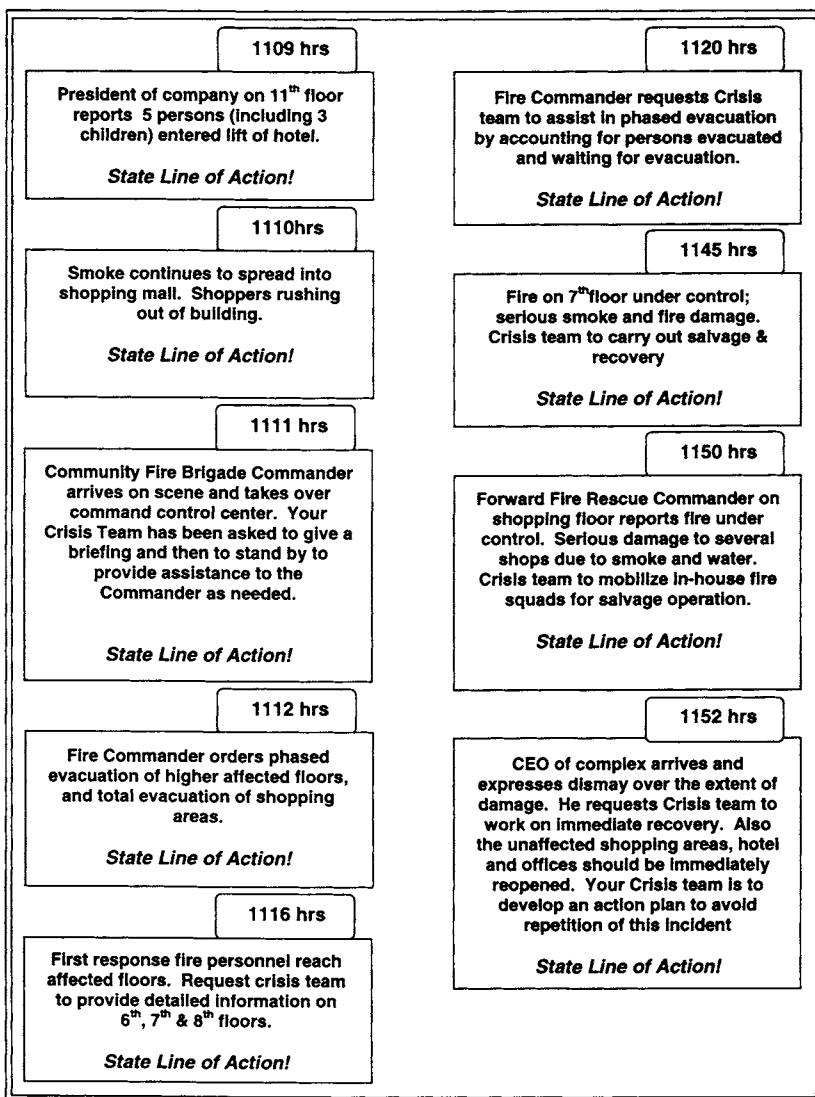 1109 hrs
President of company on 11th floor
reports 5 persons (including 3
children) entered lift of hotel.
State Line of Action!
1110hrs
Smoke continues to spread into
shopping mall. Shoppers rushing
out of building.
State Line of Action!
1111 hrs
Community Fire Brigade Commander
arrives on scene and takes over
command control center. Your
Crisis Team has been asked to give a
briefing and then to stand by to
provide assistance to the
Commander as needed.
State Line of Action!
1112 hrs
Fire Commander orders phased
evacuation of higher affected floors,
and total evacuation of shopping
areas.
State Line of Action!
1116 hrs
First response fire personnel reach
affected floors. Request crisis team
to provide detailed information on
6th, 7th & 8th floors.
State Line of Action!
1120 hrs
Fire Commander requests Crisis
team to assist in phased evacuation
by accounting for persons evacuated
and waiting for evacuation.
State Line of Action!
1145 hrs
Fire on 7th floor under control;
serious smoke and fire damage.
Crisis team to carry out salvage &
recovery
State Line of Action!
1150 hrs
Forward Fire Rescue Commander on
shopping floor reports fire under
control. Serious damage to several
shops due to smoke and water.
Crisis team to mobilize in-house fire
squads for salvage operation.
State Line of Action!
1152 hrs
CEO of complex arrives and
expresses dismay over the extent of
damage. He requests Crisis team to
work on immediate recovery. Also
the unaffected shopping areas, hotel
and offices should be immediately
reopened. Your Crisis team is to
develop an action plan to avoid
repetition of this incident
State Line of Action!